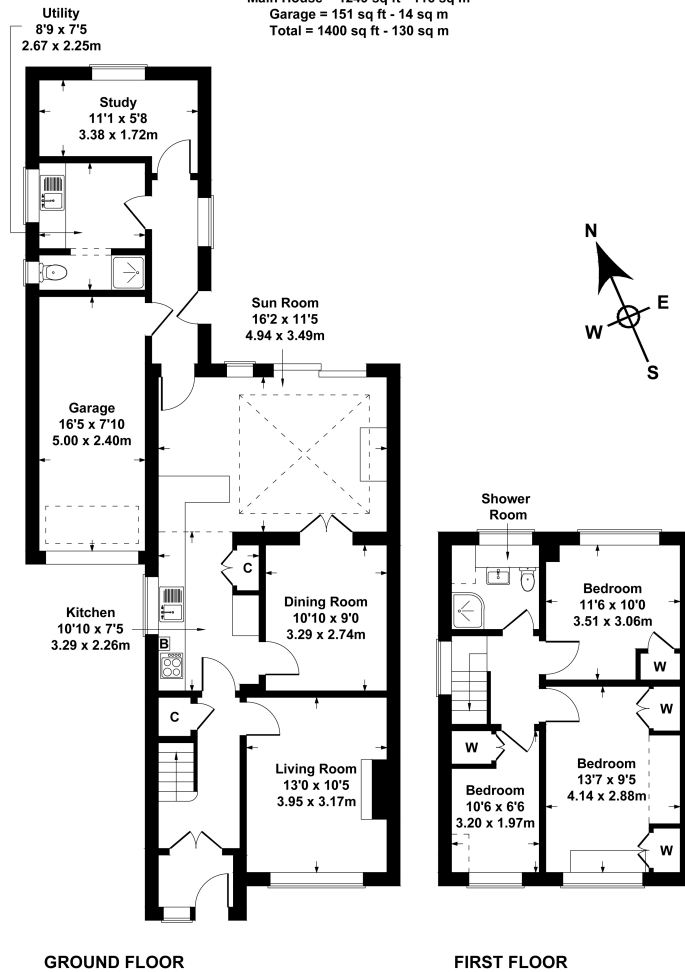 Garage = 151 sq ft - 14 sq m
Total = 1400 sq ft - 130 sq m
Utility
8'9 x 7'5
2.67 x 2.25m
Study
11'1 x 5'8
3.38 x 1.72m
Sun Room
16'2 x 11'5
4.94 x 3.49m
N
E
W
S
Garage
16'5 x 7'10
5.00 x 2.40m
Kitchen
10'10 x 7'5
3.29 x 2.26m
B
C
Dining Room
10'10 x 9'0
3.29 x 2.74m
C
Living Room
13'0 x 10'5
3.95 x 3.17m
Shower
Room
Bedroom
11'6 x 10'0
3.51 x 3.06m
W
W
W
Bedroom
13'7 x 9'5
4.14 x 2.88m
Bedroom
10'6 x 6'6
3.20 x 1.97m
W
GROUND FLOOR
FIRST FLOOR